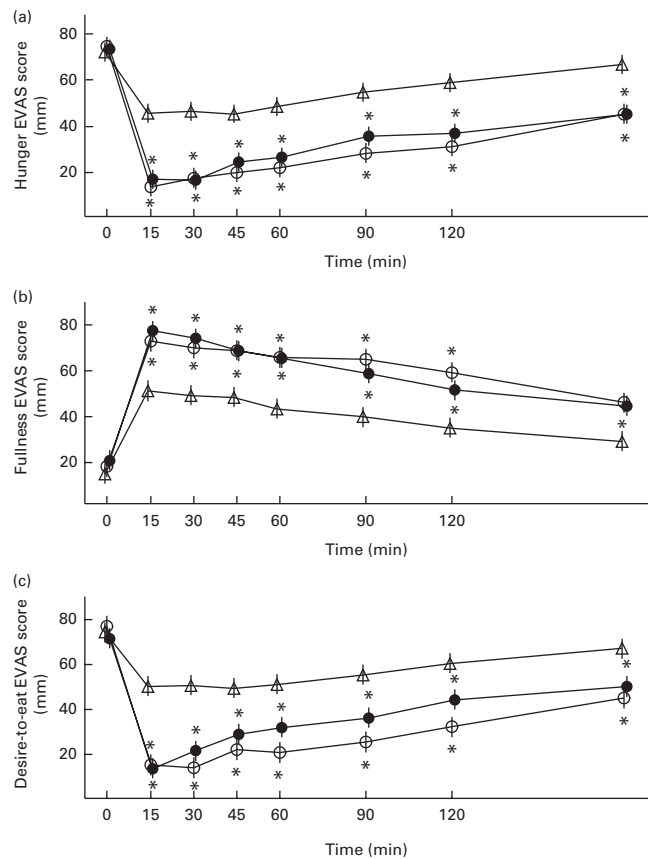 (a)
80
60
40
20
Hunger EVAS score
(mm)
* * * * * * *
* * * * * * *
0 15 30 45 60 90 120
Time (min)
(b)
80
60
40
20
Fullness EVAS score
(mm)
* * * * * *
* * * * * * *
0 15 30 45 60 90 120
Time (min)
(c)
80
60
40
20
Desire-to-eat EVAS score
(mm)
* * * * * * *
* * * * * * *
0 15 30 45 60 90 120
Time (min)